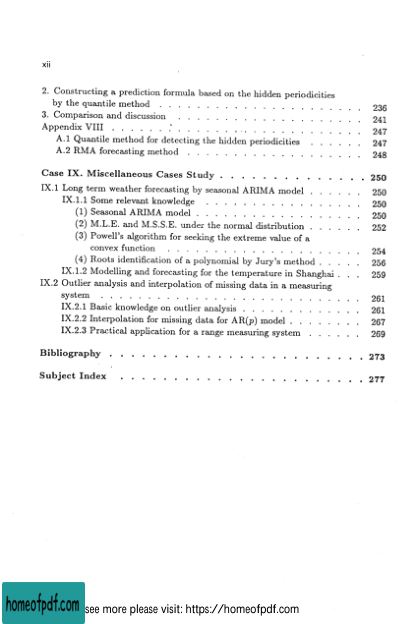 xii
2. Constructing a prediction formula based on the hidden periodicities
by the quantile method . . . . . . . . . . . . . . . . . . . . . . 236
3. Comparison and discussion . . . . . . . . . . . . . . . . . . . . 241
Appendix VIII . . . . . . . . . . . . . . . . . . . . . . . . . . . 247
A.1 Quantile method for detecting the hidden periodicities . . . . . . 247
A.2 RMA forecasting method . . . . . . . . . . . . . . . . . . . 248
Case IX. Miscellaneous Cases Study . . . . . . . . . . . . . . 250
IX.1 Long term weather forecasting by seasonal ARIMA model . . . . . . 250
IX.1.1 Some relevant knowledge . . . . . . . . . . . . . . . . . 250
(1) Seasonal ARIMA model . . . . . . . . . . . . . . . . . . 250
(2) M.L.E. and M.S.S.E. under the normal distribution . . . . . . 252
(3) Powell's algorithm for seeking the extreme value of a
convex function . . . . . . . . . . . . . . . . . . . . . 254
(4) Roots identification of a polynomial by Jury's method . . . . . 256
IX.1.2 Modelling and forecasting for the temperature in Shanghai . . . 259
IX.2 Outlier analysis and interpolation of missing data in a measuring
system . . . . . . . . . . . . . . . . . . . . . . . . . . . . 261
IX.2.1 Basic knowledge on outlier analysis . . . . . . . . . . . . . 261
IX.2.2 Interpolation for missing data for AR(p) model . . . . . . . . 267
IX.2.3 Practical application for a range measuring system . . . . . . 269
Bibliography . . . . . . . . . . . . . . . . . . . . . . . . 273
Subject Index . . . . . . . . . . . . . . . . . . . . . . . 277
homeofpdf.com see more please visit: https://homeofpdf.com